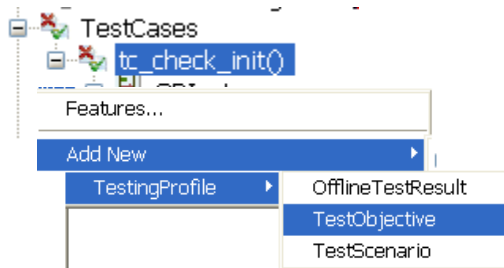 TestCases
tc_check_init()
Features...
Add New
TestingProfile
OfflineTestResult
TestObjective
TestScenario